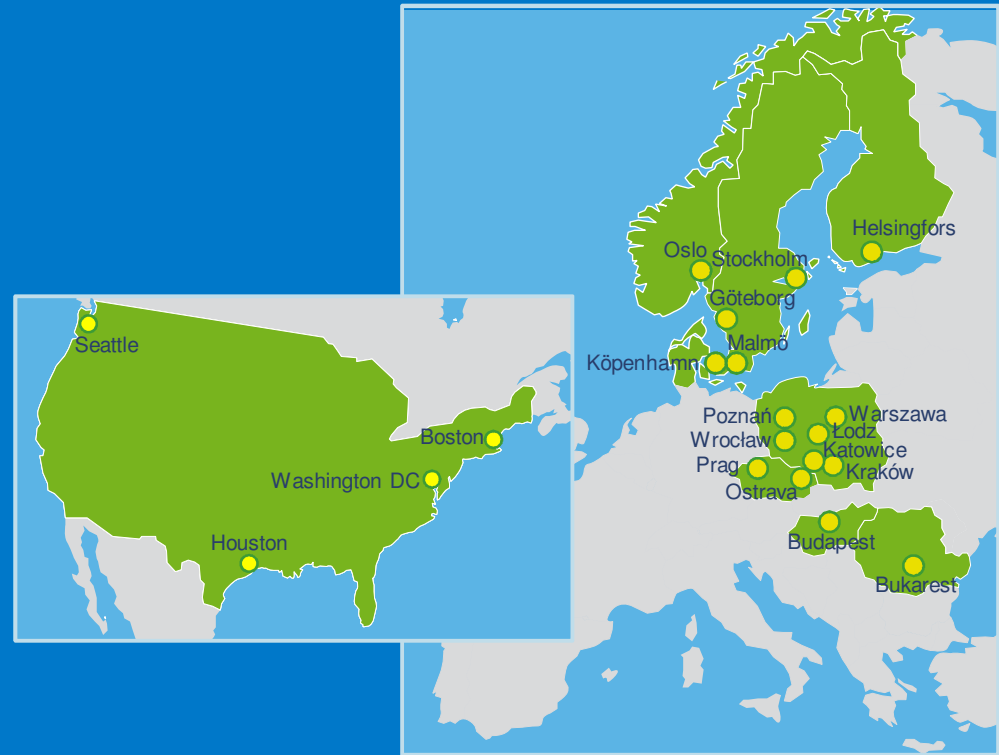 Helsingfors
Oslo
Stockholm
Göteborg
Malmö
Köpenhamn
Seattle
Boston
Washington DC
Houston
Poznań
Warszawa
Łodz
Wrocław
Katowice
Prag
Kraków
Ostrava
Budapest
Bukarest